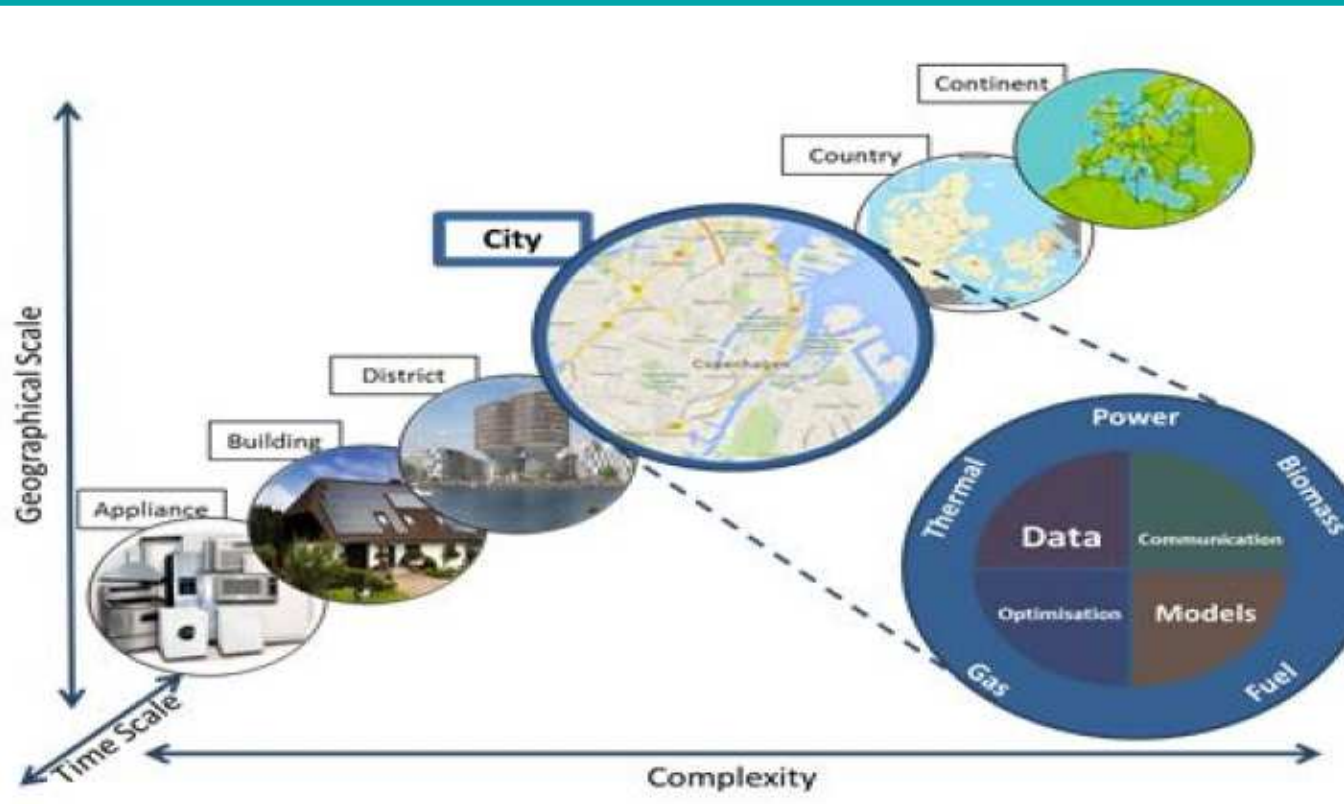 Continent
Country
City
District
Building
Appliance
Geographical Scale
Time Scale
Complexity
Copenhagen
Power
Thermal
Biomass
Data
Communication
Optimisation
Models
Gas
Fuel